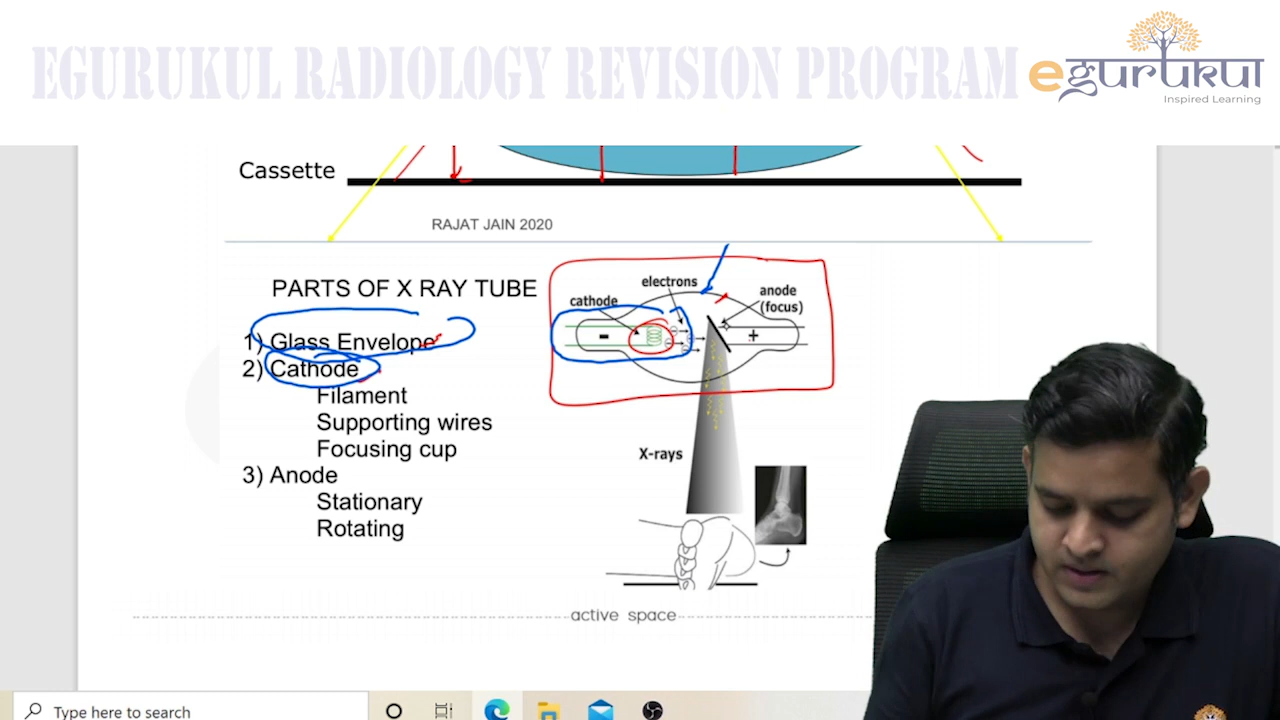 EGURUKUL RADIOLOGY REVISION PROGRAM
eगुरुkul
Inspired Learning
Cassette
RAJAT JAIN 2020
PARTS OF X RAY TUBE
1) Glass Envelope
2) Cathode
Filament
Supporting wires
Focusing cup
3) Anode
Stationary
Rotating
electrons
cathode
anode
(focus)
-
+
X-rays
active space
Type here to search